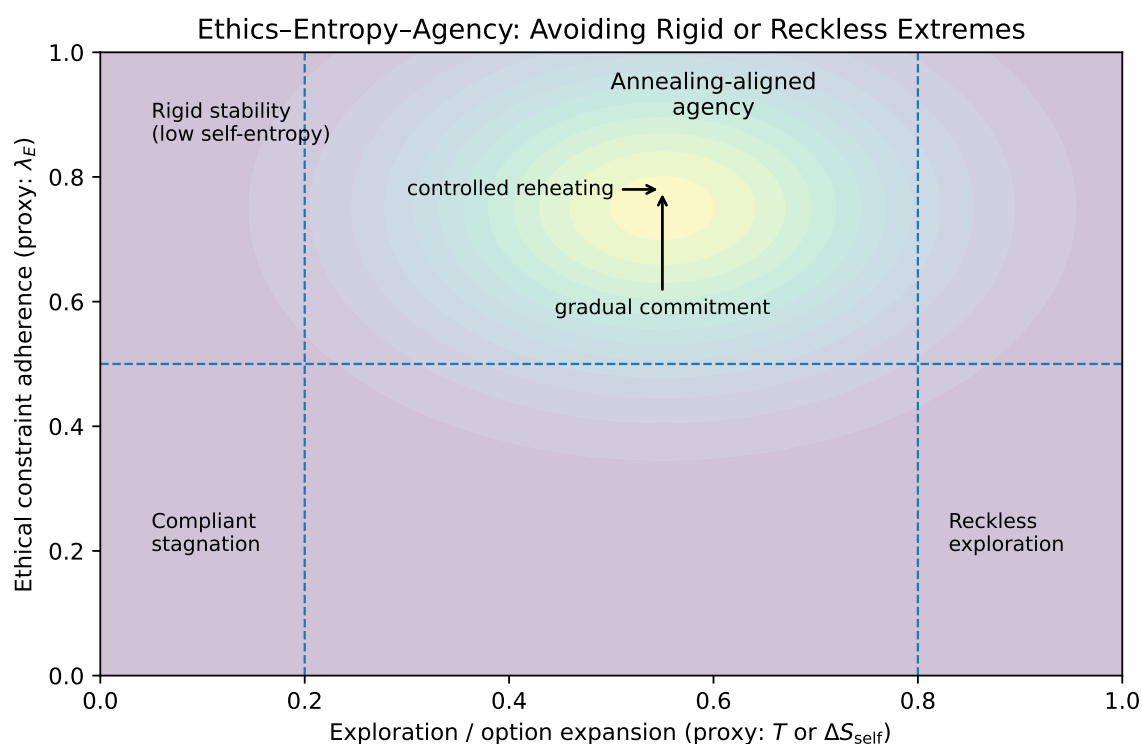 Ethics–Entropy–Agency: Avoiding Rigid or Reckless Extremes
Ethical constraint adherence (proxy: λ_E)
1.0
0.8
0.6
0.4
0.2
0.0
Rigid stability
(low self-entropy)
Annealing-aligned
agency
controlled reheating
gradual commitment
Compliant
stagnation
Reckless
exploration
0.0 0.2 0.4 0.6 0.8 1.0
Exploration / option expansion (proxy: T or ΔS_self)